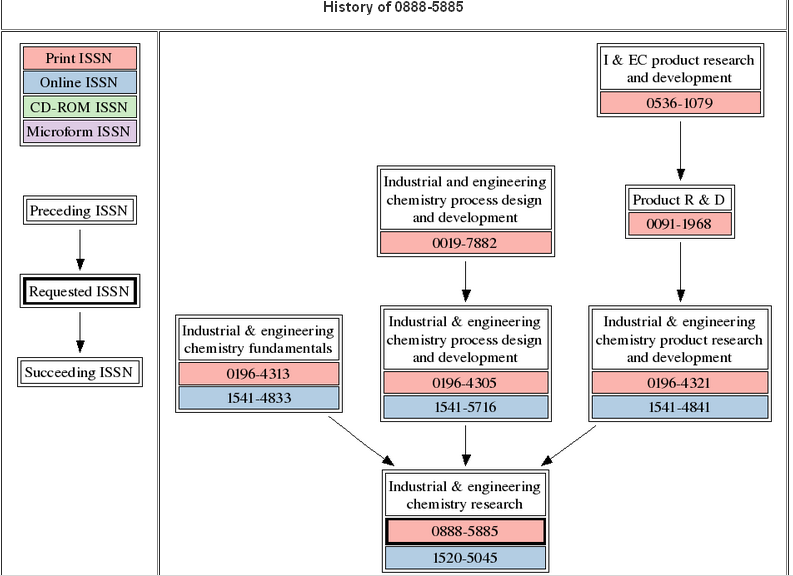 History of 0888-5885
Print ISSN
Online ISSN
CD-ROM ISSN
Microform ISSN
Preceding ISSN
Requested ISSN
Succeeding ISSN
I & EC product research
and development
0536-1079
Product R & D
0091-1968
Industrial and engineering
chemistry process design
and development
0019-7882
Industrial & engineering
chemistry fundamentals
0196-4313
1541-4833
Industrial & engineering
chemistry process design
and development
0196-4305
1541-5716
Industrial & engineering
chemistry product research
and development
0196-4321
1541-4841
Industrial & engineering
chemistry research
0888-5885
1520-5045